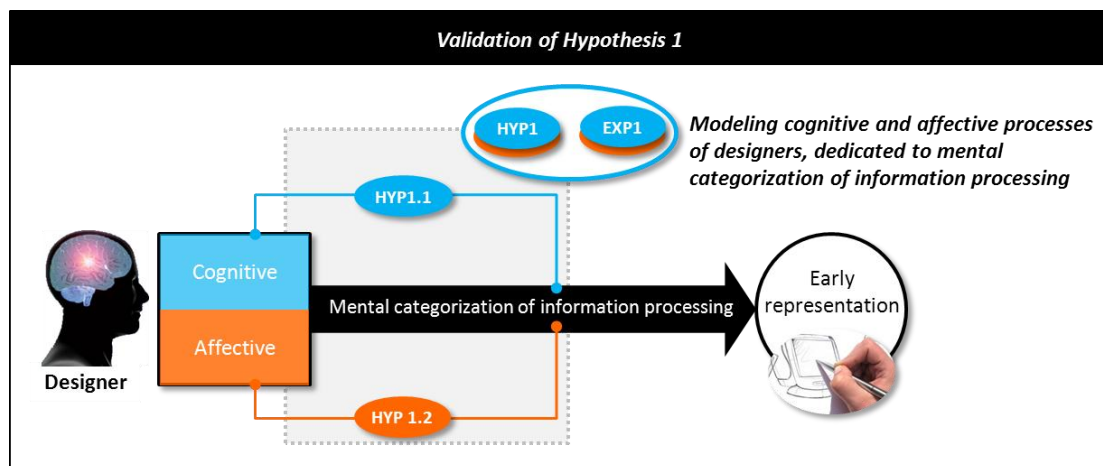 Validation of Hypothesis 1
HYP1
EXP1
Modeling cognitive and affective processes
of designers, dedicated to mental
categorization of information processing
HYP1.1
Cognitive
Affective
Designer
Mental categorization of information processing
Early
representation
HYP 1.2